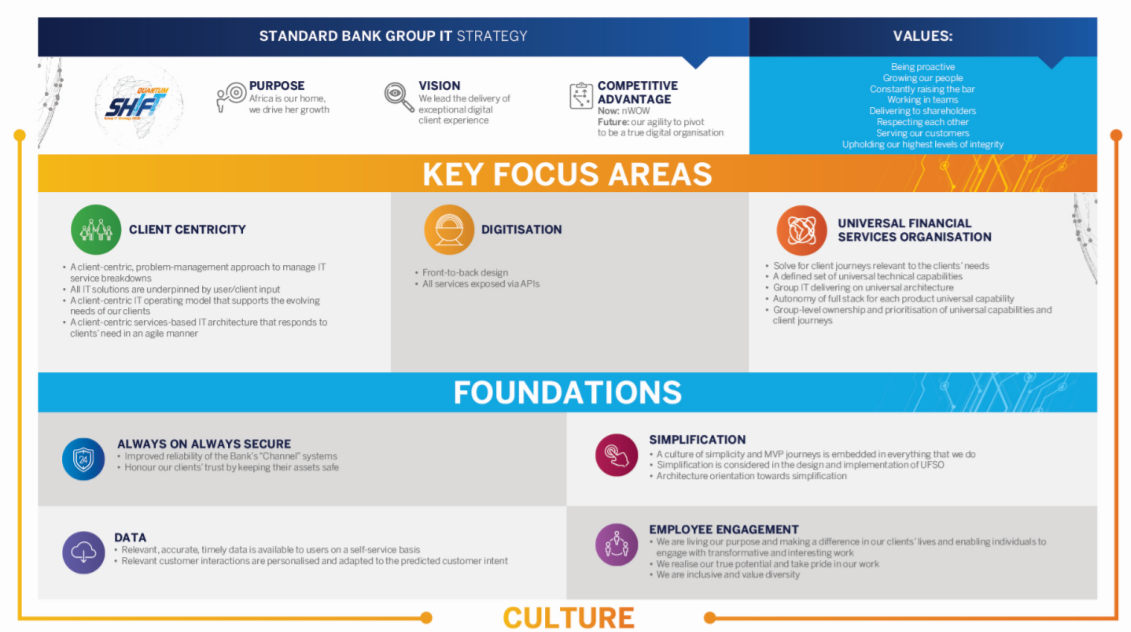 STANDARD BANK GROUP IT STRATEGY
VALUES:
QUANTUM
SHIFT
PURPOSE
Africa is our home,
we drive her growth
VISION
We lead the delivery of
exceptional digital
client experience
COMPETITIVE
ADVANTAGE
Now: nWOW
Future: our agility to pivot
to be a true digital organisation
Being proactive
Growing our people
Constantly raising the bar
Working in teams
Delivering to shareholders
Respecting each other
Serving our customers
Upholding our highest levels of integrity
KEY FOCUS AREAS
CLIENT CENTRICITY
• A client-centric, problem-management approach to manage IT
service breakdowns
• All IT solutions are underpinned by user/client input
• A client-centric IT operating model that supports the evolving
needs of our clients
• A client-centric services-based IT architecture that responds to
clients' need in an agile manner
DIGITISATION
• Front-to-back design
• All services exposed via APIs
UNIVERSAL FINANCIAL
SERVICES ORGANISATION
• Solve for client journeys relevant to the clients' needs
• A defined set of universal technical capabilities
• Group IT delivering on universal architecture
• Autonomy of full stack for each product universal capability
• Group-level ownership and prioritisation of universal capabilities and
client journeys
FOUNDATIONS
24
ALWAYS ON ALWAYS SECURE
• Improved reliability of the Bank's "Channel" systems
• Honour our clients' trust by keeping their assets safe
SIMPLIFICATION
• A culture of simplicity and MVP journeys is embedded in everything that we do
• Simplification is considered in the design and implementation of UFSO
• Architecture orientation towards simplification
DATA
• Relevant, accurate, timely data is available to users on a self-service basis
• Relevant customer interactions are personalised and adapted to the predicted customer intent
EMPLOYEE ENGAGEMENT
• We are living our purpose and making a difference in our clients' lives and enabling individuals to
engage with transformative and interesting work
• We realise our true potential and take pride in our work
• We are inclusive and value diversity
CULTURE